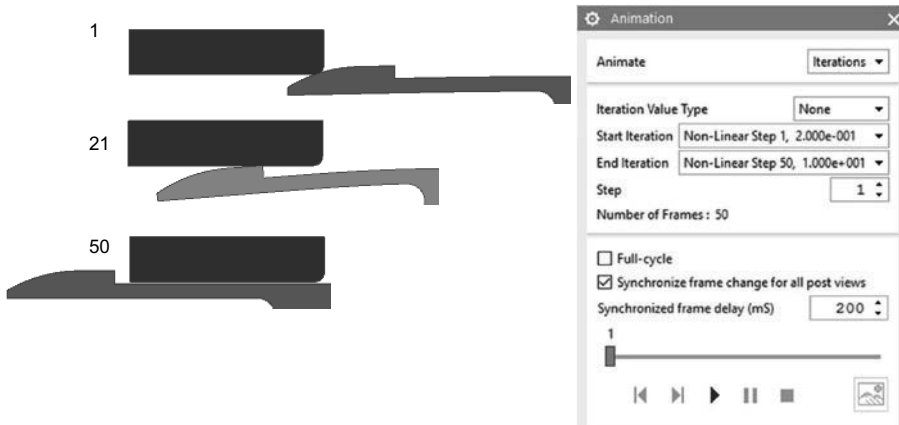 1
21
50
Animation
Animate Iterations
Iteration Value Type None
Start Iteration Non-Linear Step 1, 2.000e-001
End Iteration Non-Linear Step 50, 1.000e+001
Step 1
Number of Frames : 50
Full-cycle
Synchronize frame change for all post views
Synchronized frame delay (mS) 200
1